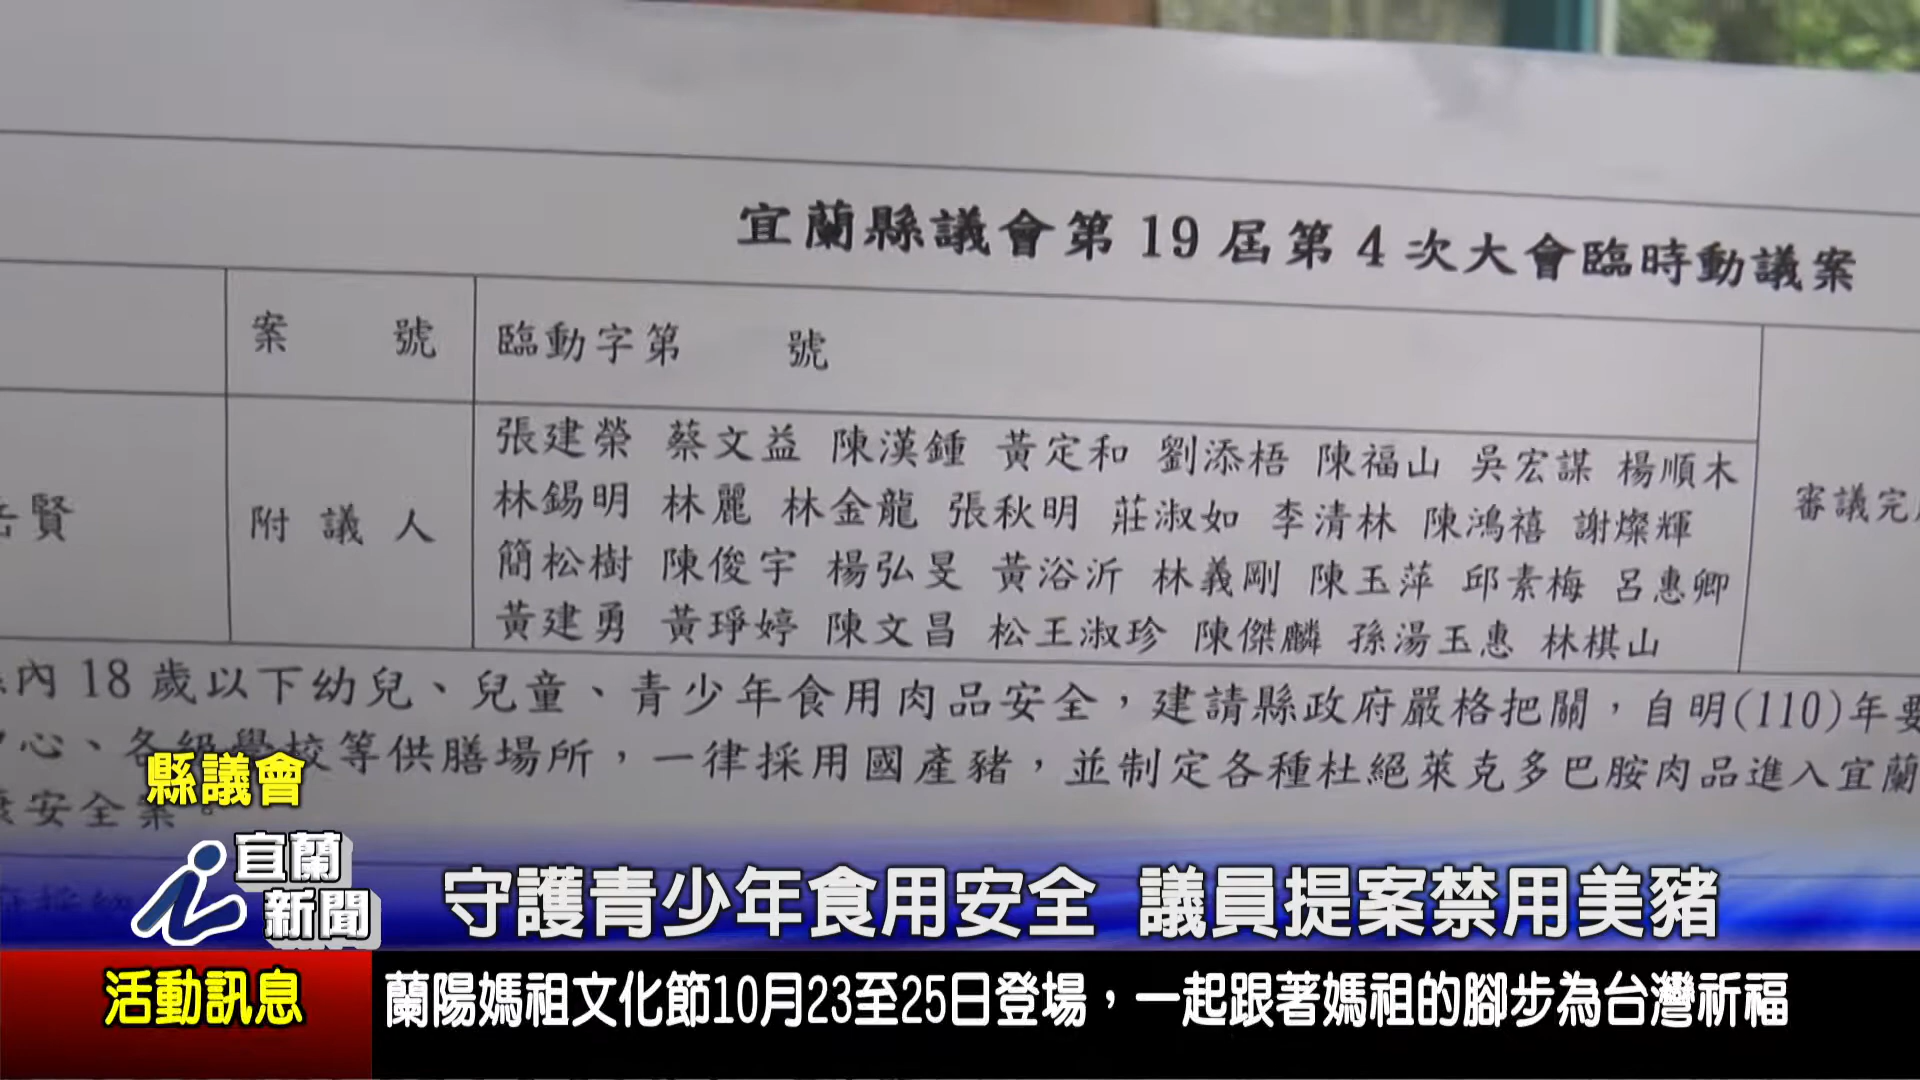 宜蘭縣議會第19屆第4次大會臨時動議案
案 號 臨動字第 號
張建榮 蔡文益 陳漢鍾 黃定和 劉添梧 陳福山 吳宏謀 楊順木
林錫明 林麗 林金龍 張秋明 莊淑如 李清林 陳鴻禧 謝燦輝
賢 附議人 審議完
簡松樹 陳俊宇 楊弘旻 黃浴沂 林義剛 陳玉萍 邱素梅 呂惠卿
黃建勇 黃琤婷 陳文昌 松王淑珍 陳傑麟 孫湯玉惠 林棋山
內18歲以下幼兒、兒童、青少年食用肉品安全，建請縣政府嚴格把關，自明(110)年要
心、各級學校等供膳場所，一律採用國產豬，並制定各種杜絕萊克多巴胺肉品進入宜蘭
安全案。
縣議會
宜蘭新聞
守護青少年食用安全 議員提案禁用美豬
活動訊息 蘭陽媽祖文化節10月23至25日登場，一起跟著媽祖的腳步為台灣祈福